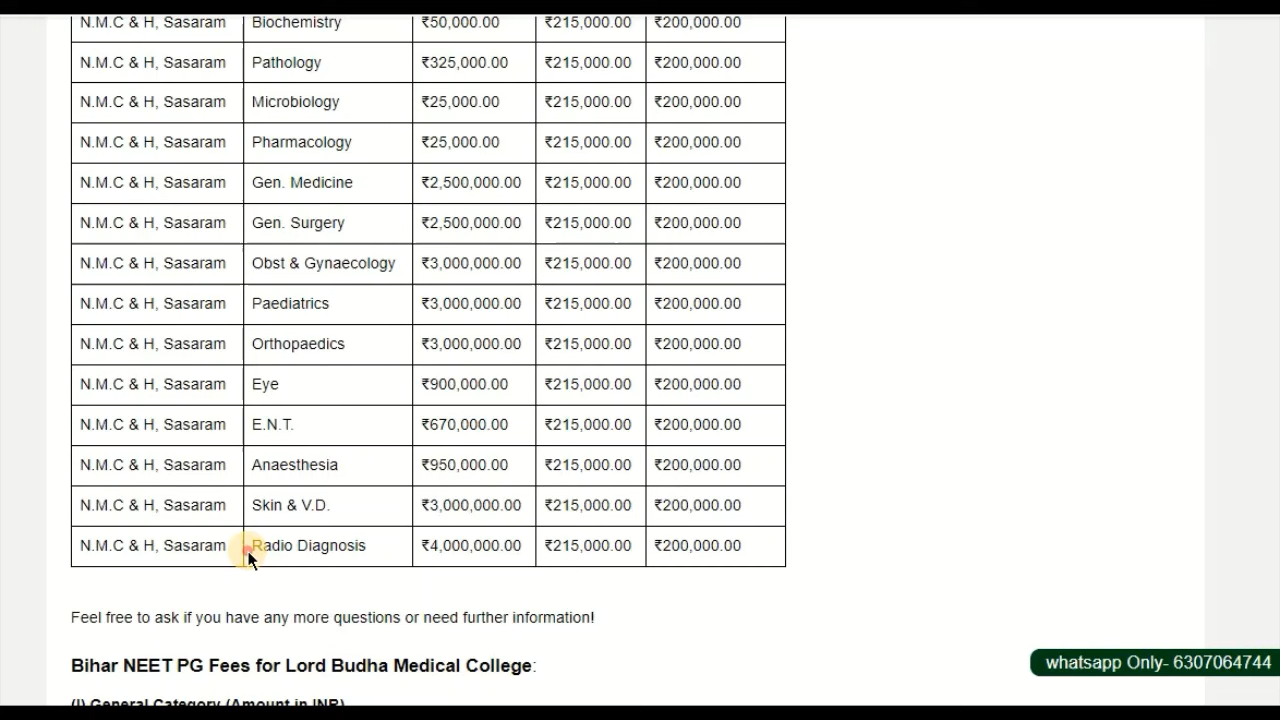 N.M.C & H, Sasaram Biochemistry ₹50,000.00 ₹215,000.00 ₹200,000.00
N.M.C & H, Sasaram Pathology ₹325,000.00 ₹215,000.00 ₹200,000.00
N.M.C & H, Sasaram Microbiology ₹25,000.00 ₹215,000.00 ₹200,000.00
N.M.C & H, Sasaram Pharmacology ₹25,000.00 ₹215,000.00 ₹200,000.00
N.M.C & H, Sasaram Gen. Medicine ₹2,500,000.00 ₹215,000.00 ₹200,000.00
N.M.C & H, Sasaram Gen. Surgery ₹2,500,000.00 ₹215,000.00 ₹200,000.00
N.M.C & H, Sasaram Obst & Gynaecology ₹3,000,000.00 ₹215,000.00 ₹200,000.00
N.M.C & H, Sasaram Paediatrics ₹3,000,000.00 ₹215,000.00 ₹200,000.00
N.M.C & H, Sasaram Orthopaedics ₹3,000,000.00 ₹215,000.00 ₹200,000.00
N.M.C & H, Sasaram Eye ₹900,000.00 ₹215,000.00 ₹200,000.00
N.M.C & H, Sasaram E.N.T. ₹670,000.00 ₹215,000.00 ₹200,000.00
N.M.C & H, Sasaram Anaesthesia ₹950,000.00 ₹215,000.00 ₹200,000.00
N.M.C & H, Sasaram Skin & V.D. ₹3,000,000.00 ₹215,000.00 ₹200,000.00
N.M.C & H, Sasaram Radio Diagnosis ₹4,000,000.00 ₹215,000.00 ₹200,000.00
Feel free to ask if you have any more questions or need further information!
Bihar NEET PG Fees for Lord Budha Medical College:
whatsapp Only- 6307064744
(I) General Category (Amount in INR)